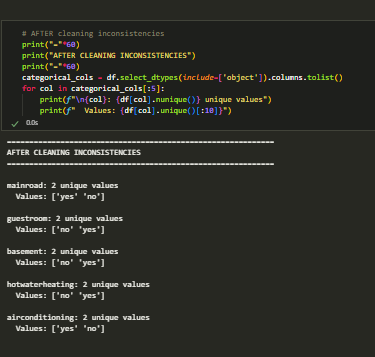 # AFTER cleaning inconsistencies
print("="*60)
print("AFTER CLEANING INCONSISTENCIES")
print("="*60)
categorical_cols = df.select_dtypes(include=['object']).columns.tolist()
for col in categorical_cols[:5]:
    print(f"\n{col}: {df[col].nunique()} unique values")
    print(f"  Values: {df[col].unique()[:10]}")
0.0s
============================================================
AFTER CLEANING INCONSISTENCIES
============================================================
mainroad: 2 unique values
  Values: ['yes' 'no']
guestroom: 2 unique values
  Values: ['no' 'yes']
basement: 2 unique values
  Values: ['no' 'yes']
hotwaterheating: 2 unique values
  Values: ['no' 'yes']
airconditioning: 2 unique values
  Values: ['yes' 'no']